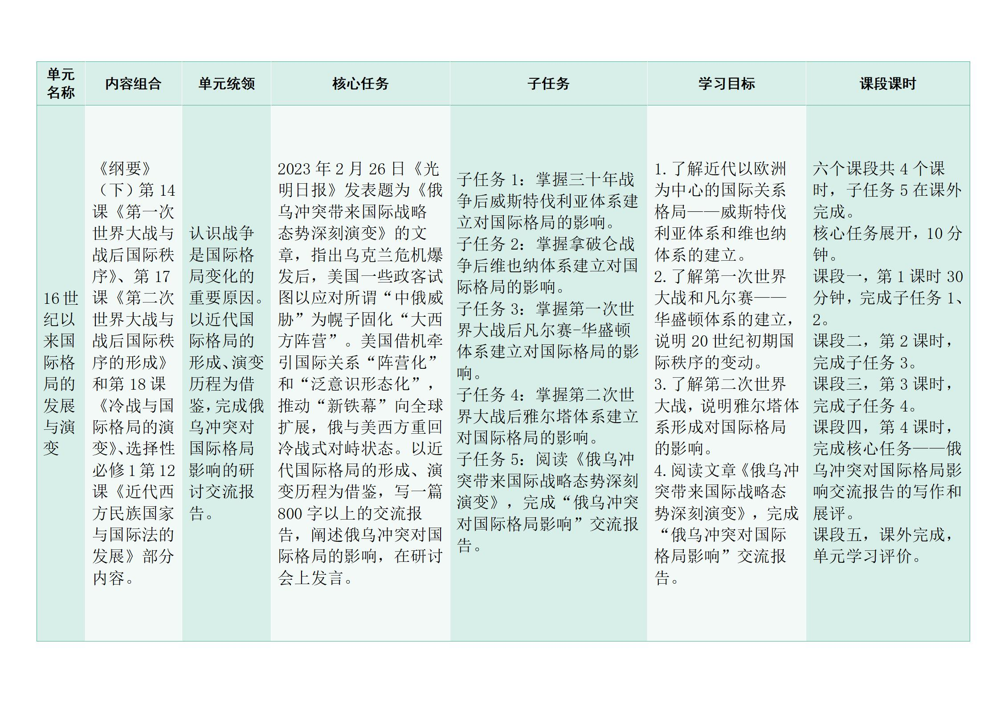 单元
名称
内容组合
单元统领
核心任务
子任务
学习目标
课段课时
16世
纪以
来国
际格
局的
发展
与演
变
《纲要》
（下）第 14
课《第一次
世界大战与
战后国际秩
序》、第 17
课《第二次
世界大战与
战后国际秩
序的形成》
和第 18 课
《冷战与国
际格局的演
变》、选择性
必修 1 第 12
课《近代西
方民族国家
与国际法的
发展》部分
内容。
认识战争
是国际格
局变化的
重要原因。
以近代国
际格局的
形成、演变
历程为借
鉴，完成俄
乌冲突对
国际格局
影响的研
讨交流报
告。
2023 年 2 月 26 日《光
明日报》发表题为《俄
乌冲突带来国际战略
态势深刻演变》的文
章，指出乌克兰危机爆
发后，美国一些政客试
图以应对所谓“中俄威
胁”为幌子固化“大西
方阵营”。美国借机牵
引国际关系“阵营化”
和“泛意识形态化”，
推动“新铁幕”向全球
扩展，俄与美西方重回
冷战式对峙状态。以近
代国际格局的形成、演
变历程为借鉴，写一篇
800 字以上的交流报
告，阐述俄乌冲突对国
际格局的影响，在研讨
会上发言。
子任务 1：掌握三十年战
争后威斯特伐利亚体系建
立对国际格局的影响。
子任务 2：掌握拿破仑战
争后维也纳体系建立对国
际格局的影响。
子任务 3：掌握第一次世
界大战后凡尔赛-华盛顿
体系建立对国际格局的影
响。
子任务 4：掌握第二次世
界大战后雅尔塔体系建立
对国际格局的影响。
子任务 5：阅读《俄乌冲
突带来国际战略态势深刻
演变》，完成“俄乌冲突
对国际格局影响”交流报
告。
1. 了解近代以欧洲
为中心的国际关系
格局——威斯特伐
利亚体系和维也纳
体系的建立。
2. 了解第一次世界
大战和凡尔赛——
华盛顿体系的建立，
说明 20 世纪初期国
际秩序的变动。
3. 了解第二次世界
大战，说明雅尔塔体
系形成对国际格局
的影响。
4. 阅读文章《俄乌冲
突带来国际战略态
势深刻演变》，完成
“俄乌冲突对国际
格局影响”交流报
告。
六个课段共 4 个课
时，子任务 5 在课外
完成。
核心任务展开，10 分
钟。
课段一，第 1 课时 30
分钟，完成子任务 1、
2。
课段二，第 2 课时，
完成子任务 3。
课段三，第 3 课时，
完成子任务 4。
课段四，第 4 课时，
完成核心任务——俄
乌冲突对国际格局影
响交流报告的写作和
展评。
课段五，课外完成，
单元学习评价。